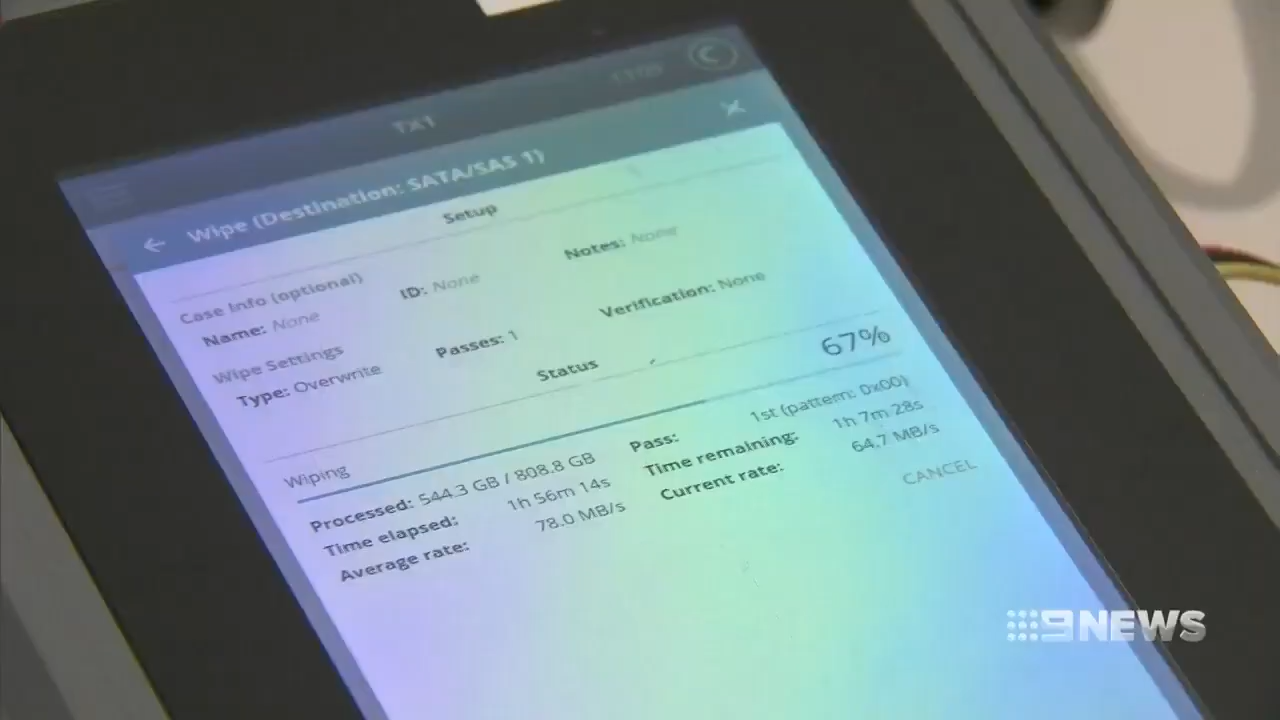 TX1
Wipe (Destination: SATA/SAS 1)
Setup
Case Info (optional)
Name: None ID: None Notes: None
Wipe Settings
Type: Overwrite Passes: 1 Verification: None
Status
Wiping 67%
Processed: 544.3 GB / 808.8 GB Pass: 1st (pattern: 0x00)
Time elapsed: 1h 56m 14s Time remaining: 1h 7m 28s
Average rate: 78.0 MB/s Current rate: 64.7 MB/s
CANCEL
9NEWS